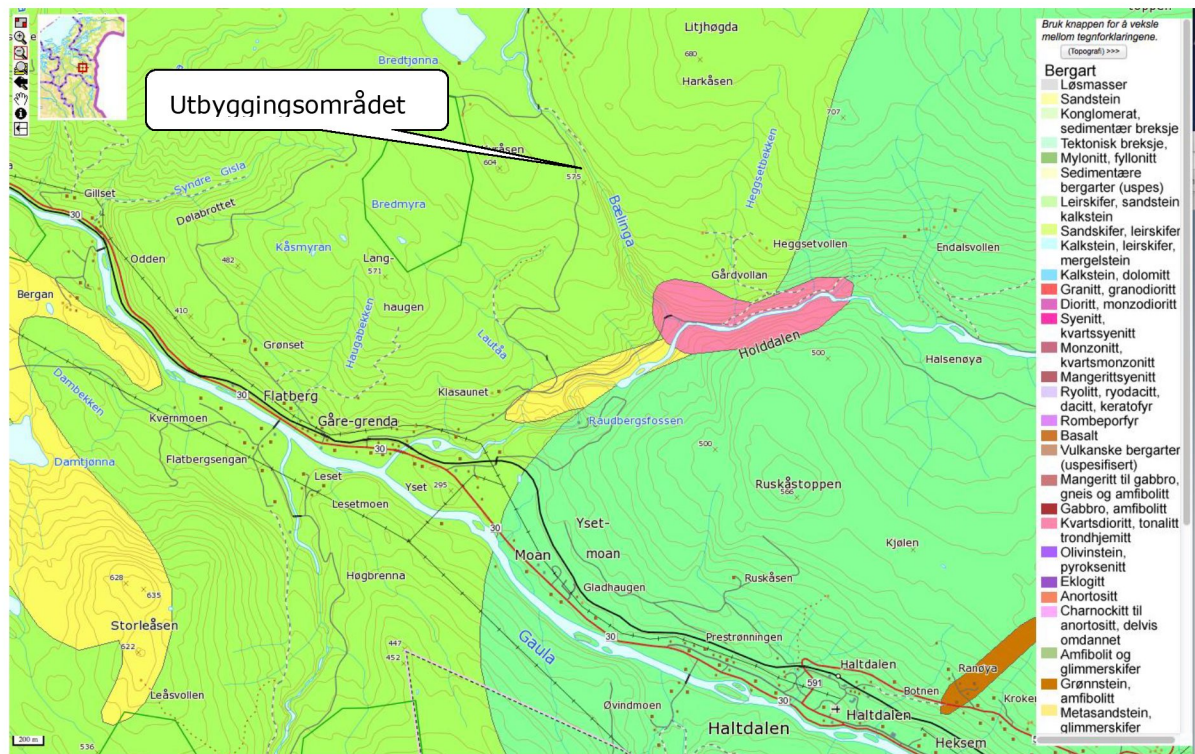 Utbyggingsområdet
Litjhøgda
680
Harkåsen
707
Bredtjønna
604
575
Syndre Gisla
Gillset
30
Dølabrottet
Bredmyra
Bælinga
Heggsetbekken
Kåsmyran
482
Lang-
571
haugen
Odden
Bergan
410
Heggsetvollen
Endalsvollen
Gårdvollan
Grønset
Haugabekken
Lautåa
Holddalen
500
Halsenøya
Dambekken
30
Flatberg
Klasaunet
Kvernmoen
Gåre-grenda
30
Raudbergsfossen
500
Damtjønna
Flatbergsengan
Leset
Yset
295
Lesetmoen
Ruskåstoppen
566
30
Yset-
moan
Moan
Kjølen
Høgbrenna
Gladhaugen
Ruskåsen
628
635
Storleåsen
622
Gaula
30
Prestrønningen
447
452
Haltdalen
591
Ranøya
Botnen
Leåsvollen
Øvindmoen
30
Haltdalen
Haltdalen
Heksem
536
200 m
Bruk knappen for å veksle
mellom tegnforklaringene.
(Topografi) >>>
Bergart
Løsmasser
Sandstein
Konglomerat,
sedimentær breksje
Tektonisk breksje,
Mylonitt, fyllonitt
Sedimentære
bergarter (uspes)
Leirskifer, sandstein
kalkstein
Sandskifer, leirskifer
Kalkstein, leirskifer,
mergelstein
Kalkstein, dolomitt
Granitt, granodioritt
Dioritt, monzodioritt
Syenitt,
kvartssyenitt
Monzonitt,
kvartsmonzonitt
Mangerittsyenitt
Ryolitt, ryodacitt,
dacitt, keratofyr
Rombeporfyr
Basalt
Vulkanske bergarter
(uspesifisert)
Mangeritt til gabbro,
gneis og amfibolitt
Gabbro, amfibolitt
Kvartsdioritt, tonalitt
trondhjemitt
Olivinstein,
pyroksenitt
Eklogitt
Anortositt
Charnockitt til
anortositt, delvis
omdannet
Amfibolit og
glimmerskifer
Grønnstein,
amfibolitt
Metasandstein,
glimmerskifer